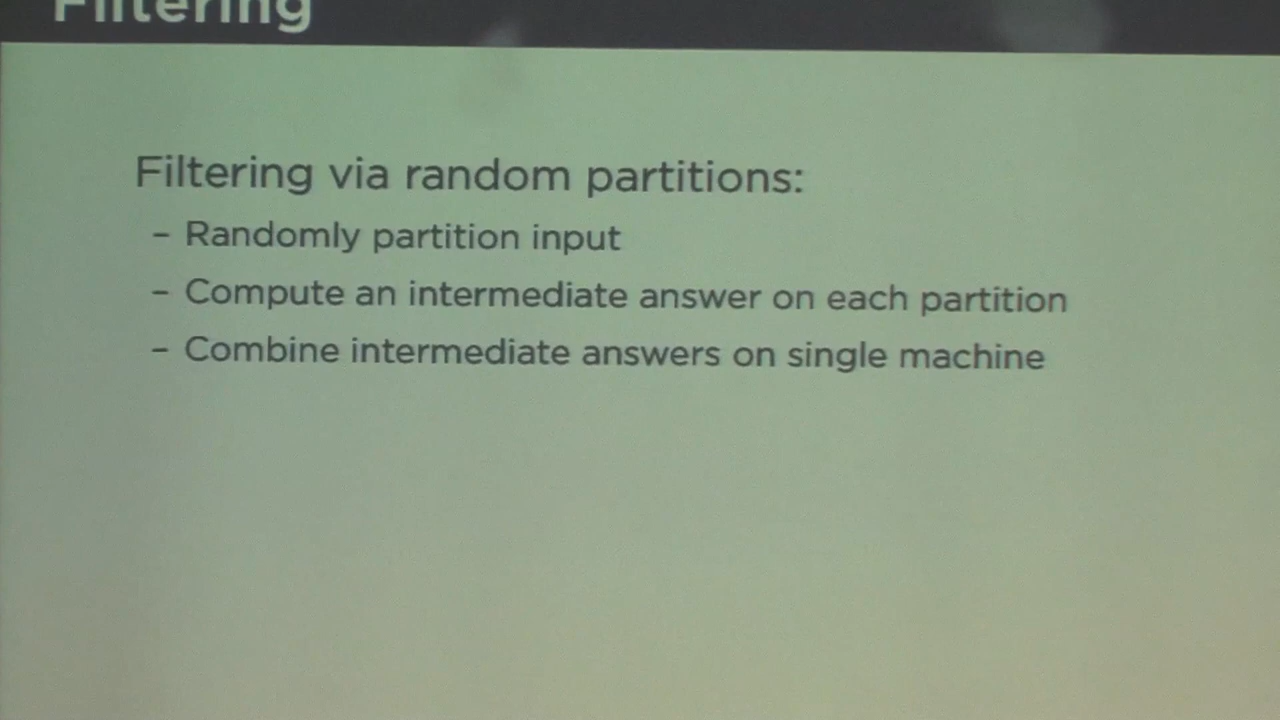 Filtering
Filtering via random partitions:
– Randomly partition input
– Compute an intermediate answer on each partition
– Combine intermediate answers on single machine